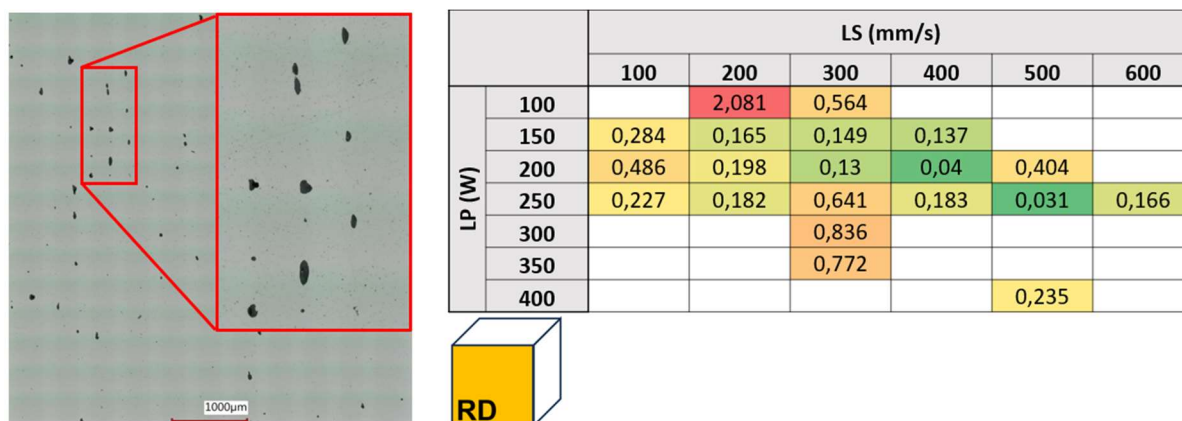 LS (mm/s)
100 200 300 400 500 600
LP (W)
100 2,081 0,564
150 0,284 0,165 0,149 0,137
200 0,486 0,198 0,13 0,04 0,404
250 0,227 0,182 0,641 0,183 0,031 0,166
300 0,836
350 0,772
400 0,235
1000µm
RD